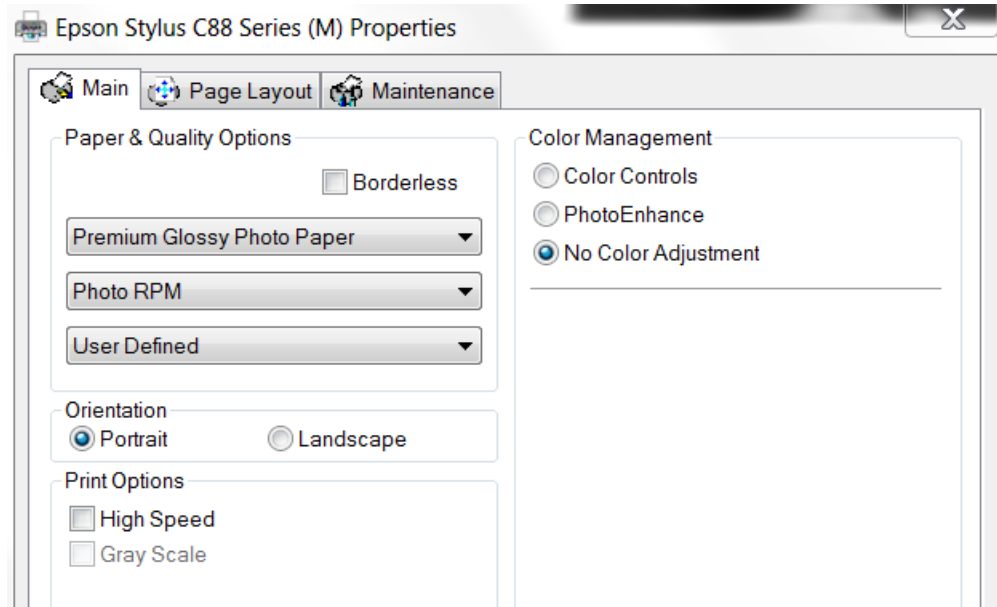 Epson Stylus C88 Series (M) Properties
X
Main Page Layout Maintenance
Paper & Quality Options
Borderless
Premium Glossy Photo Paper
Photo RPM
User Defined
Orientation
Portrait Landscape
Print Options
High Speed
Gray Scale
Color Management
Color Controls
PhotoEnhance
No Color Adjustment